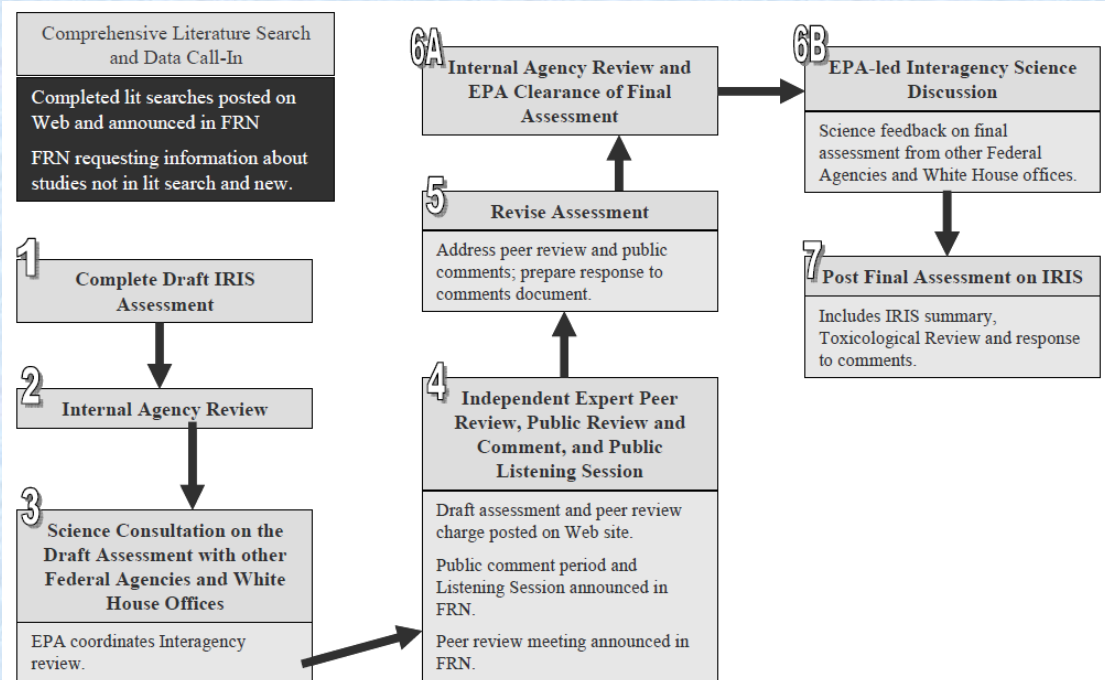 Comprehensive Literature Search
and Data Call-In
Completed lit searches posted on
Web and announced in FRN
FRN requesting information about
studies not in lit search and new.
1
Complete Draft IRIS
Assessment
2
Internal Agency Review
3
Science Consultation on the
Draft Assessment with other
Federal Agencies and White
House Offices
EPA coordinates Interagency
review.
4
Independent Expert Peer
Review, Public Review and
Comment, and Public
Listening Session
Draft assessment and peer review
charge posted on Web site.
Public comment period and
Listening Session announced in
FRN.
Peer review meeting announced in
FRN.
5
Revise Assessment
Address peer review and public
comments; prepare response to
comments document.
6A
Internal Agency Review and
EPA Clearance of Final
Assessment
6B
EPA-led Interagency Science
Discussion
Science feedback on final
assessment from other Federal
Agencies and White House offices.
7
Post Final Assessment on IRIS
Includes IRIS summary,
Toxicological Review and response
to comments.